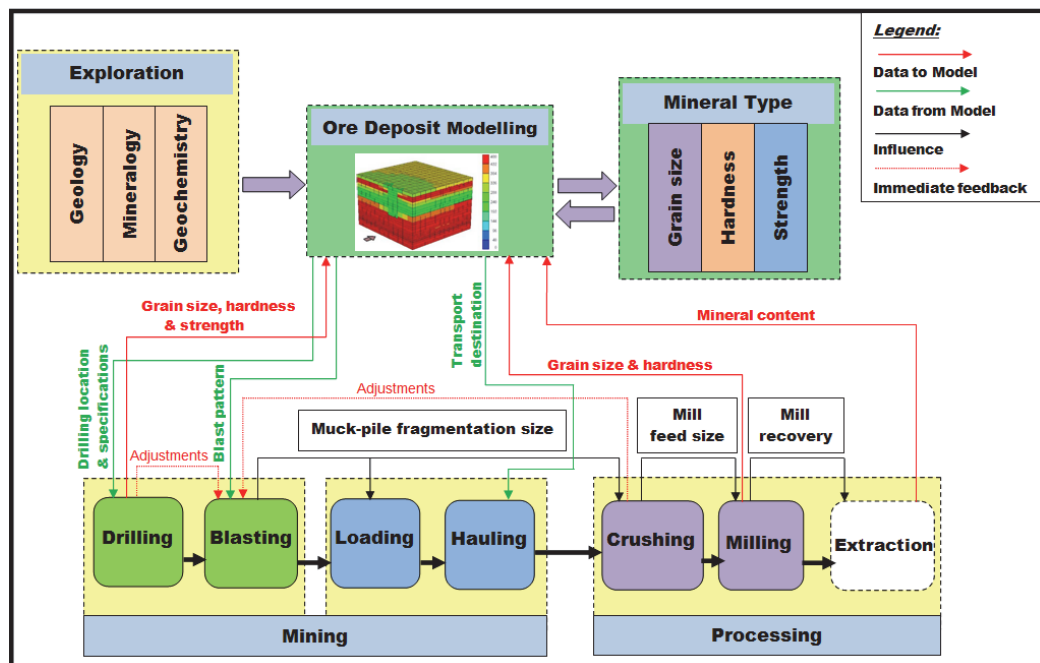 Legend:
Data to Model
Data from Model
Influence
Immediate feedback
Exploration
Geology
Mineralogy
Geochemistry
Ore Deposit Modelling
Mineral Type
Grain size
Hardness
Strength
Grain size, hardness
& strength
Drilling location
& specifications
Blast pattern
Transport
destination
Mineral content
Grain size & hardness
Adjustments
Adjustments
Muck-pile fragmentation size
Mill
feed size
Mill
recovery
Drilling
Blasting
Loading
Hauling
Crushing
Milling
Extraction
Mining
Processing